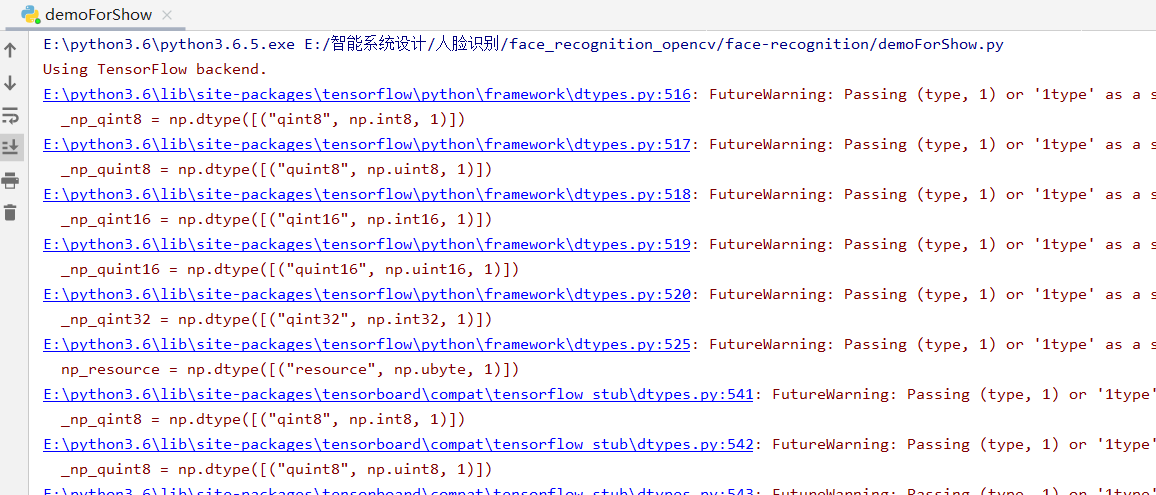 demoForShow
E:\python3.6\python3.6.5.exe E:/智能系统设计/人脸识别/face_recognition_opencv/face-recognition/demoForShow.py
Using TensorFlow backend.
E:\python3.6\lib\site-packages\tensorflow\python\framework\dtypes.py:516: FutureWarning: Passing (type, 1) or '1type' as a s
_np_qint8 = np.dtype([("qint8", np.int8, 1)])
E:\python3.6\lib\site-packages\tensorflow\python\framework\dtypes.py:517: FutureWarning: Passing (type, 1) or '1type' as a s
_np_quint8 = np.dtype([("quint8", np.uint8, 1)])
E:\python3.6\lib\site-packages\tensorflow\python\framework\dtypes.py:518: FutureWarning: Passing (type, 1) or '1type' as a s
_np_qint16 = np.dtype([("qint16", np.int16, 1)])
E:\python3.6\lib\site-packages\tensorflow\python\framework\dtypes.py:519: FutureWarning: Passing (type, 1) or '1type' as a s
_np_quint16 = np.dtype([("quint16", np.uint16, 1)])
E:\python3.6\lib\site-packages\tensorflow\python\framework\dtypes.py:520: FutureWarning: Passing (type, 1) or '1type' as a s
_np_qint32 = np.dtype([("qint32", np.int32, 1)])
E:\python3.6\lib\site-packages\tensorflow\python\framework\dtypes.py:525: FutureWarning: Passing (type, 1) or '1type' as a s
np_resource = np.dtype([("resource", np.ubyte, 1)])
E:\python3.6\lib\site-packages\tensorboard\compat\tensorflow_stub\dtypes.py:541: FutureWarning: Passing (type, 1) or '1type'
_np_qint8 = np.dtype([("qint8", np.int8, 1)])
E:\python3.6\lib\site-packages\tensorboard\compat\tensorflow_stub\dtypes.py:542: FutureWarning: Passing (type, 1) or '1type'
_np_quint8 = np.dtype([("quint8", np.uint8, 1)])
E:\python3.6\lib\site-packages\tensorboard\compat\tensorflow_stub\dtypes.py:543: FutureWarning: Passing (type, 1) or '1type'